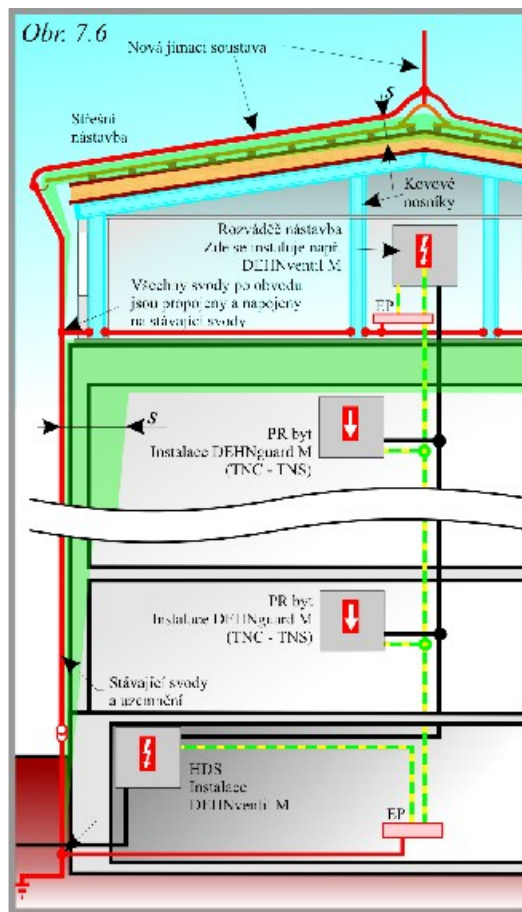 Obr. 7.6
Nová jímací soustava
s
Střešní
nástavba
Kovové
nosníky
Rozváděč nástavba
Zde se instaluje např
DEHNventil M
Všechny svody po obvodu
jsou propojeny a napojeny
na stávající svody
EP
s
PR byt
Instalace DEHNguard M
(TNC - TNS)
PR byt
Instalace DEHNguard M
(TNC - TNS)
Stávající svody
a uzemnění
HDS
Instalace
DEHNventil M
EP